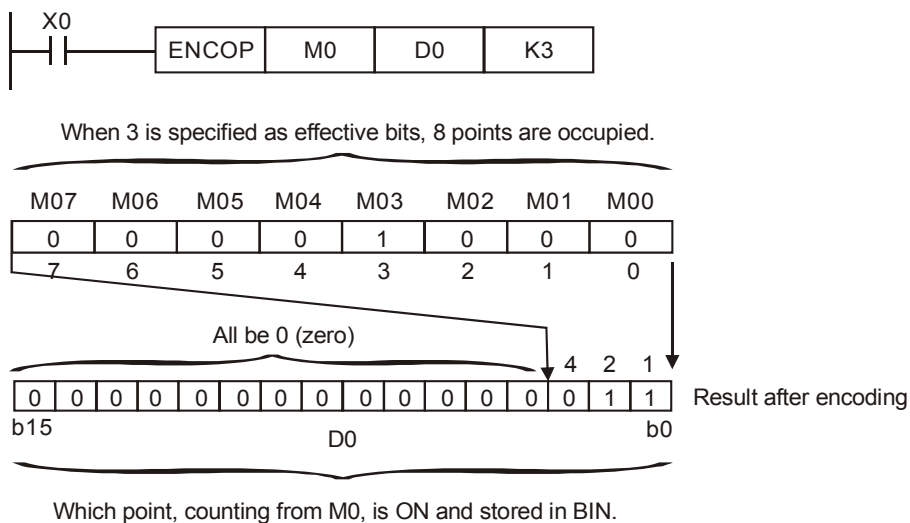 X0
ENCOP M0 D0 K3
When 3 is specified as effective bits, 8 points are occupied.
M07 M06 M05 M04 M03 M02 M01 M00
0 0 0 0 1 0 0 0
7 6 5 4 3 2 1 0
All be 0 (zero)
4 2 1
0 0 0 0 0 0 0 0 0 0 0 0 0 0 1 1 Result after encoding
b15 D0 b0
Which point, counting from M0, is ON and stored in BIN.